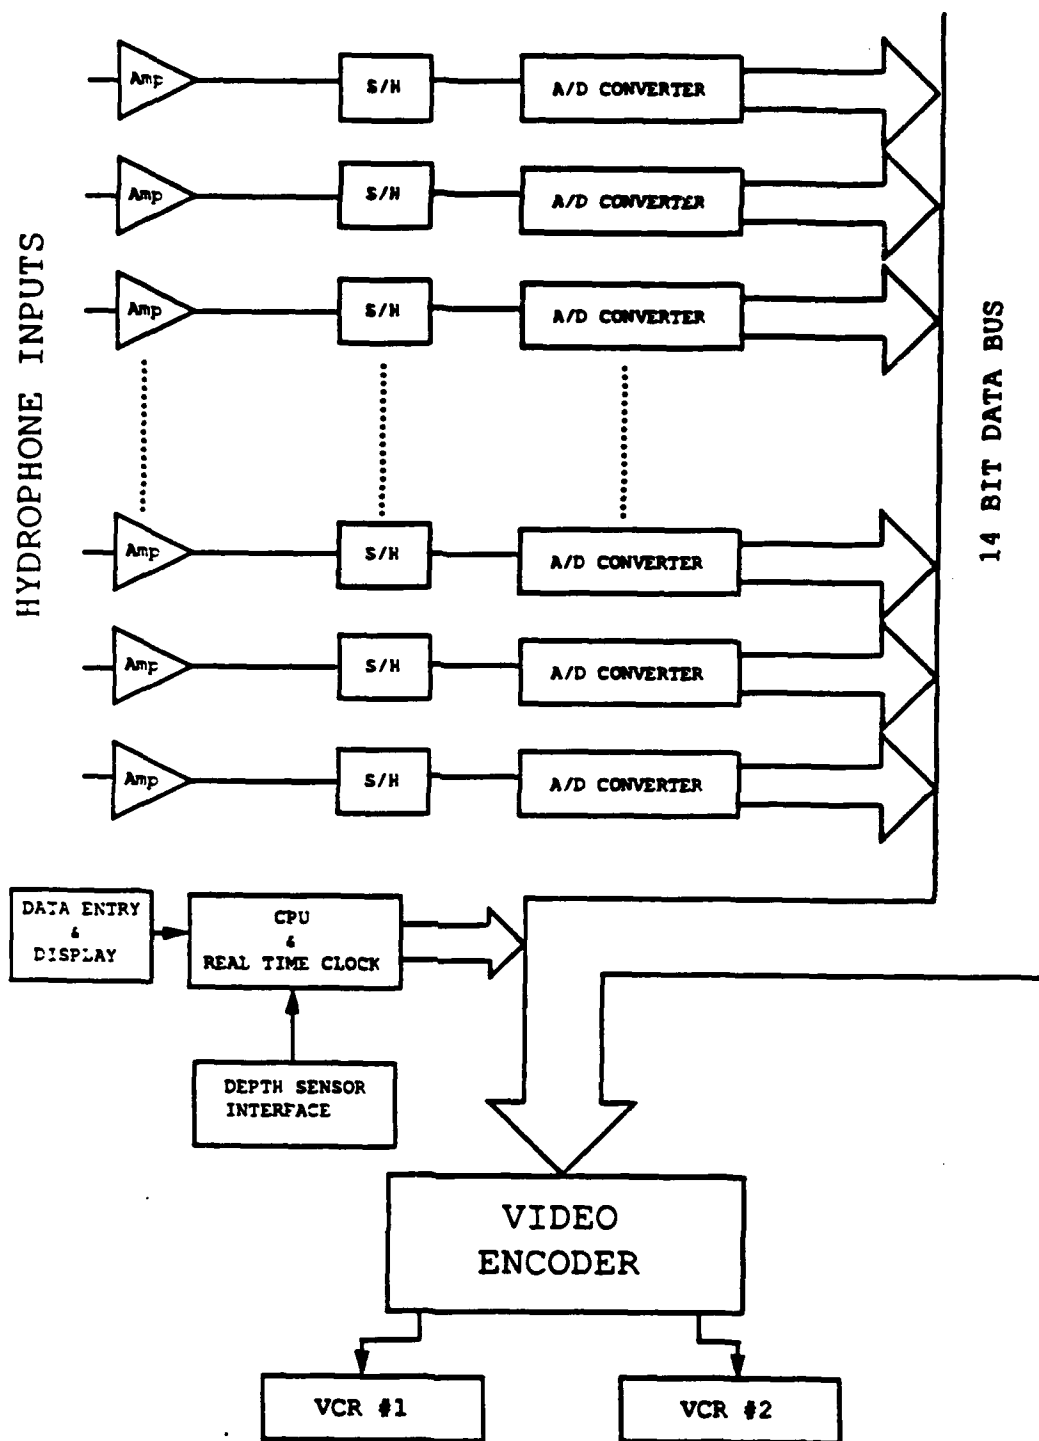 Amp
S/H
A/D CONVERTER
Amp
S/H
A/D CONVERTER
Amp
S/H
A/D CONVERTER
HYDROPHONE INPUTS
14 BIT DATA BUS
Amp
S/H
A/D CONVERTER
Amp
S/H
A/D CONVERTER
Amp
S/H
A/D CONVERTER
DATA ENTRY
&
DISPLAY
CPU
&
REAL TIME CLOCK
DEPTH SENSOR
INTERFACE
VIDEO
ENCODER
VCR #1
VCR #2